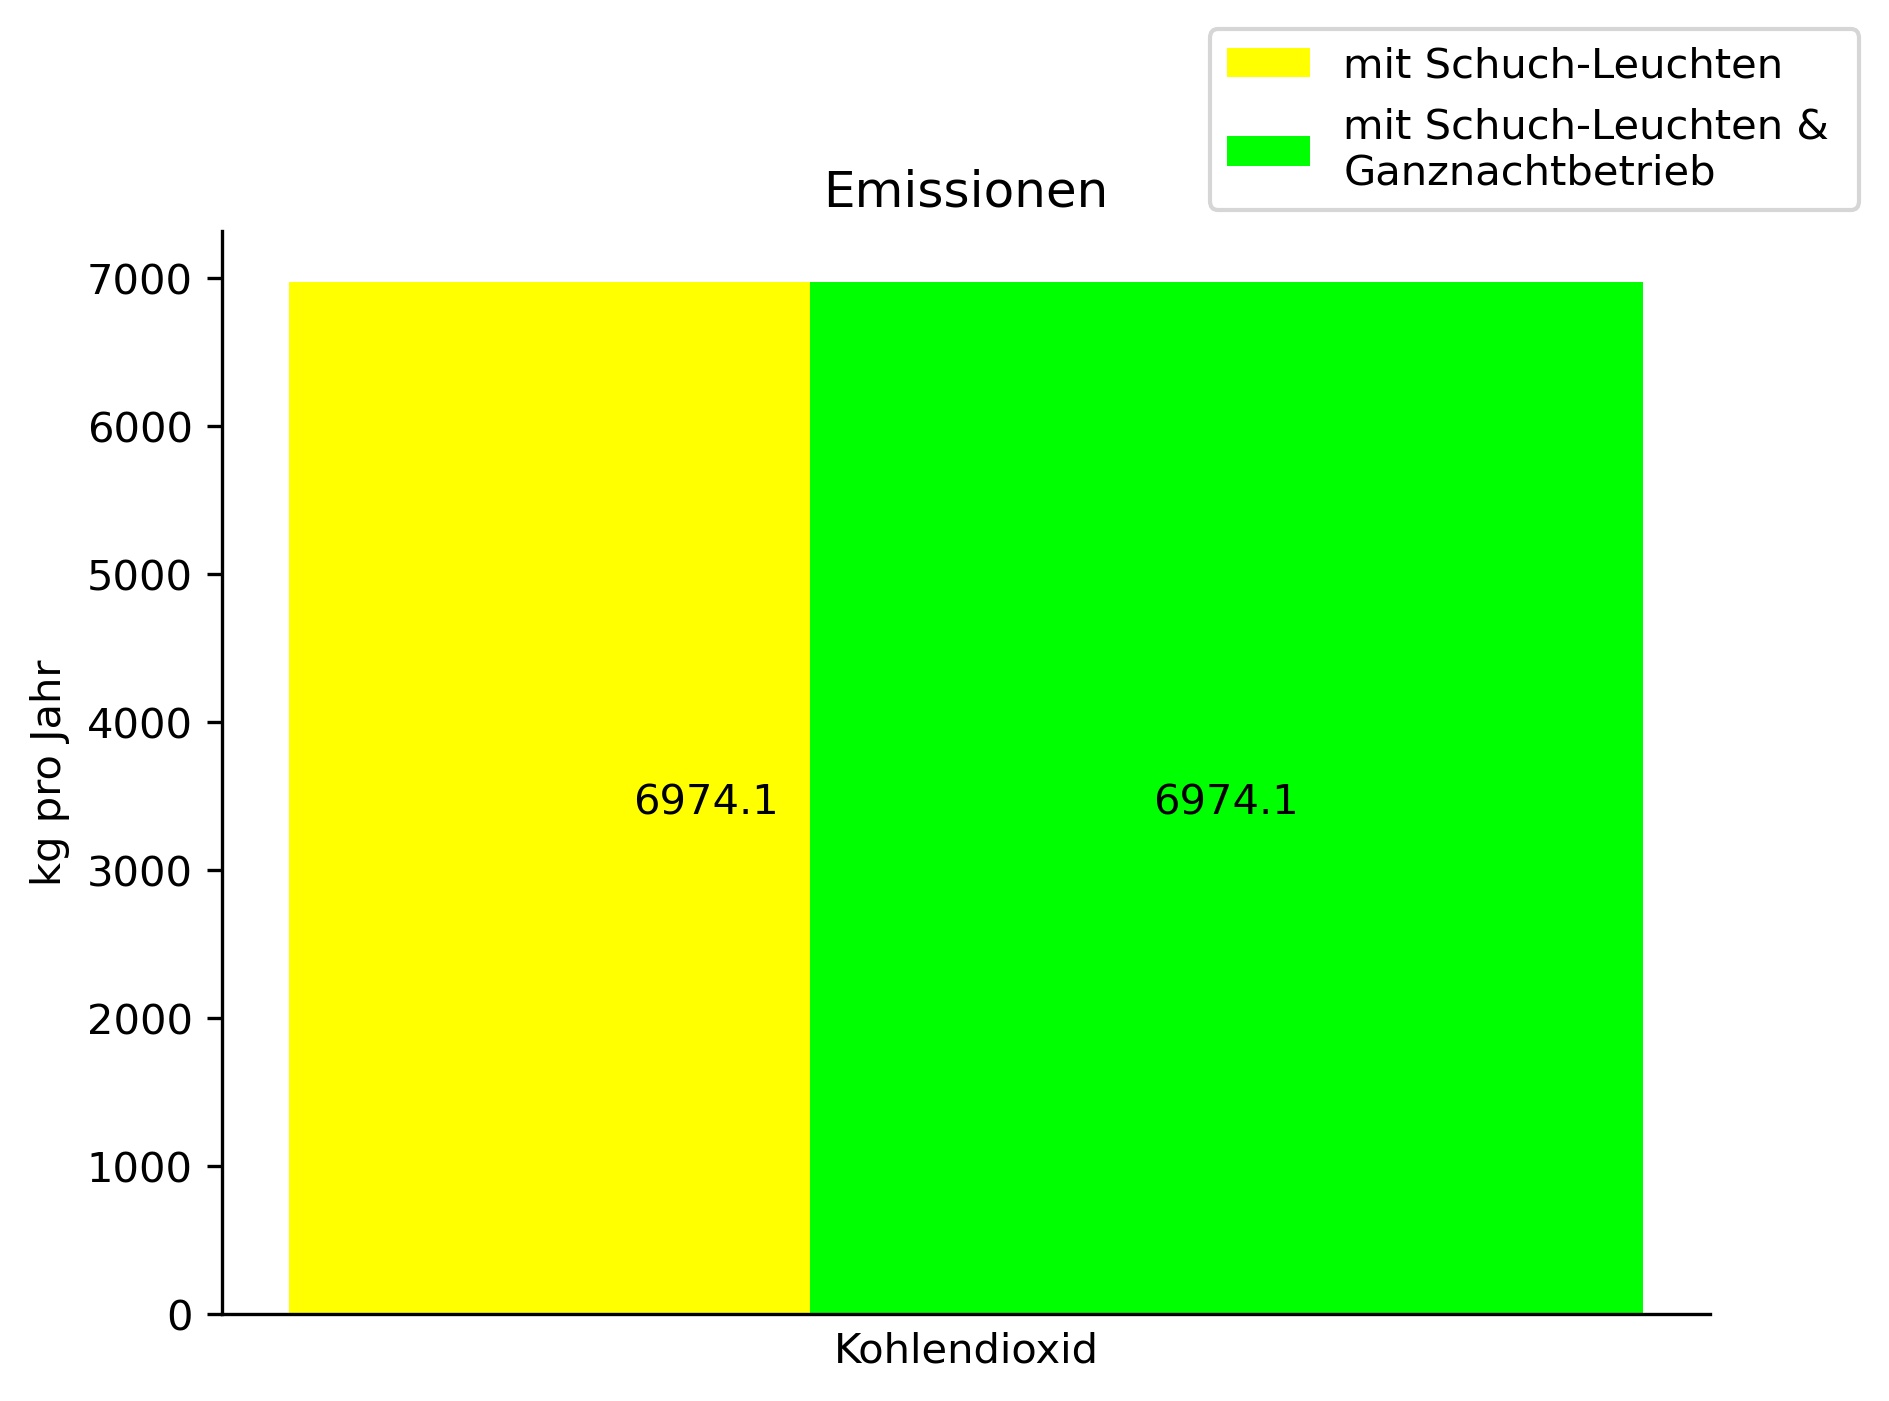 mit Schuch-Leuchten
mit Schuch-Leuchten &
Ganznachtbetrieb
Emissionen
7000
6000
5000
4000
3000
2000
1000
0
kg pro Jahr
6974.1
6974.1
Kohlendioxid